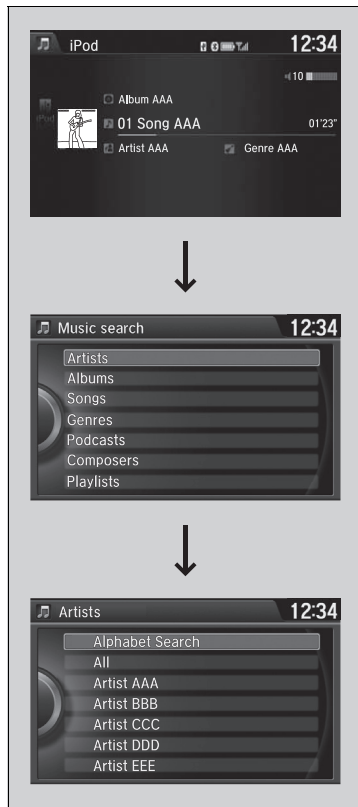 iPod 12:34
10
iPod
Album AAA
01 Song AAA 01'23"
Artist AAA Genre AAA
Music search 12:34
Artists
Albums
Songs
Genres
Podcasts
Composers
Playlists
Artists 12:34
Alphabet Search
All
Artist AAA
Artist BBB
Artist CCC
Artist DDD
Artist EEE